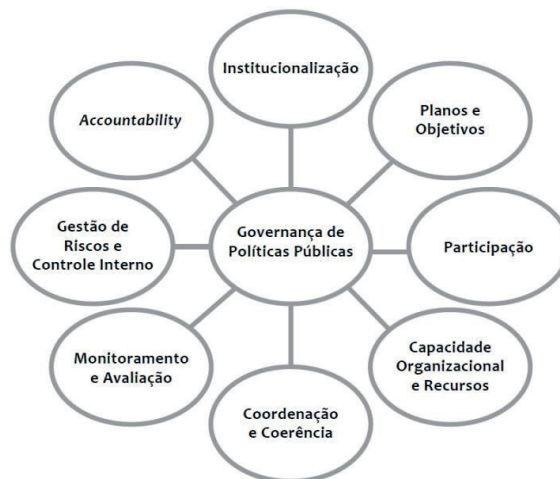 Institucionalização
Accountability
Planos e
Objetivos
Gestão de
Riscos e
Controle Interno
Governança de
Políticas Públicas
Participação
Monitoramento
e Avaliação
Capacidade
Organizacional
e Recursos
Coordenação
e Coerência